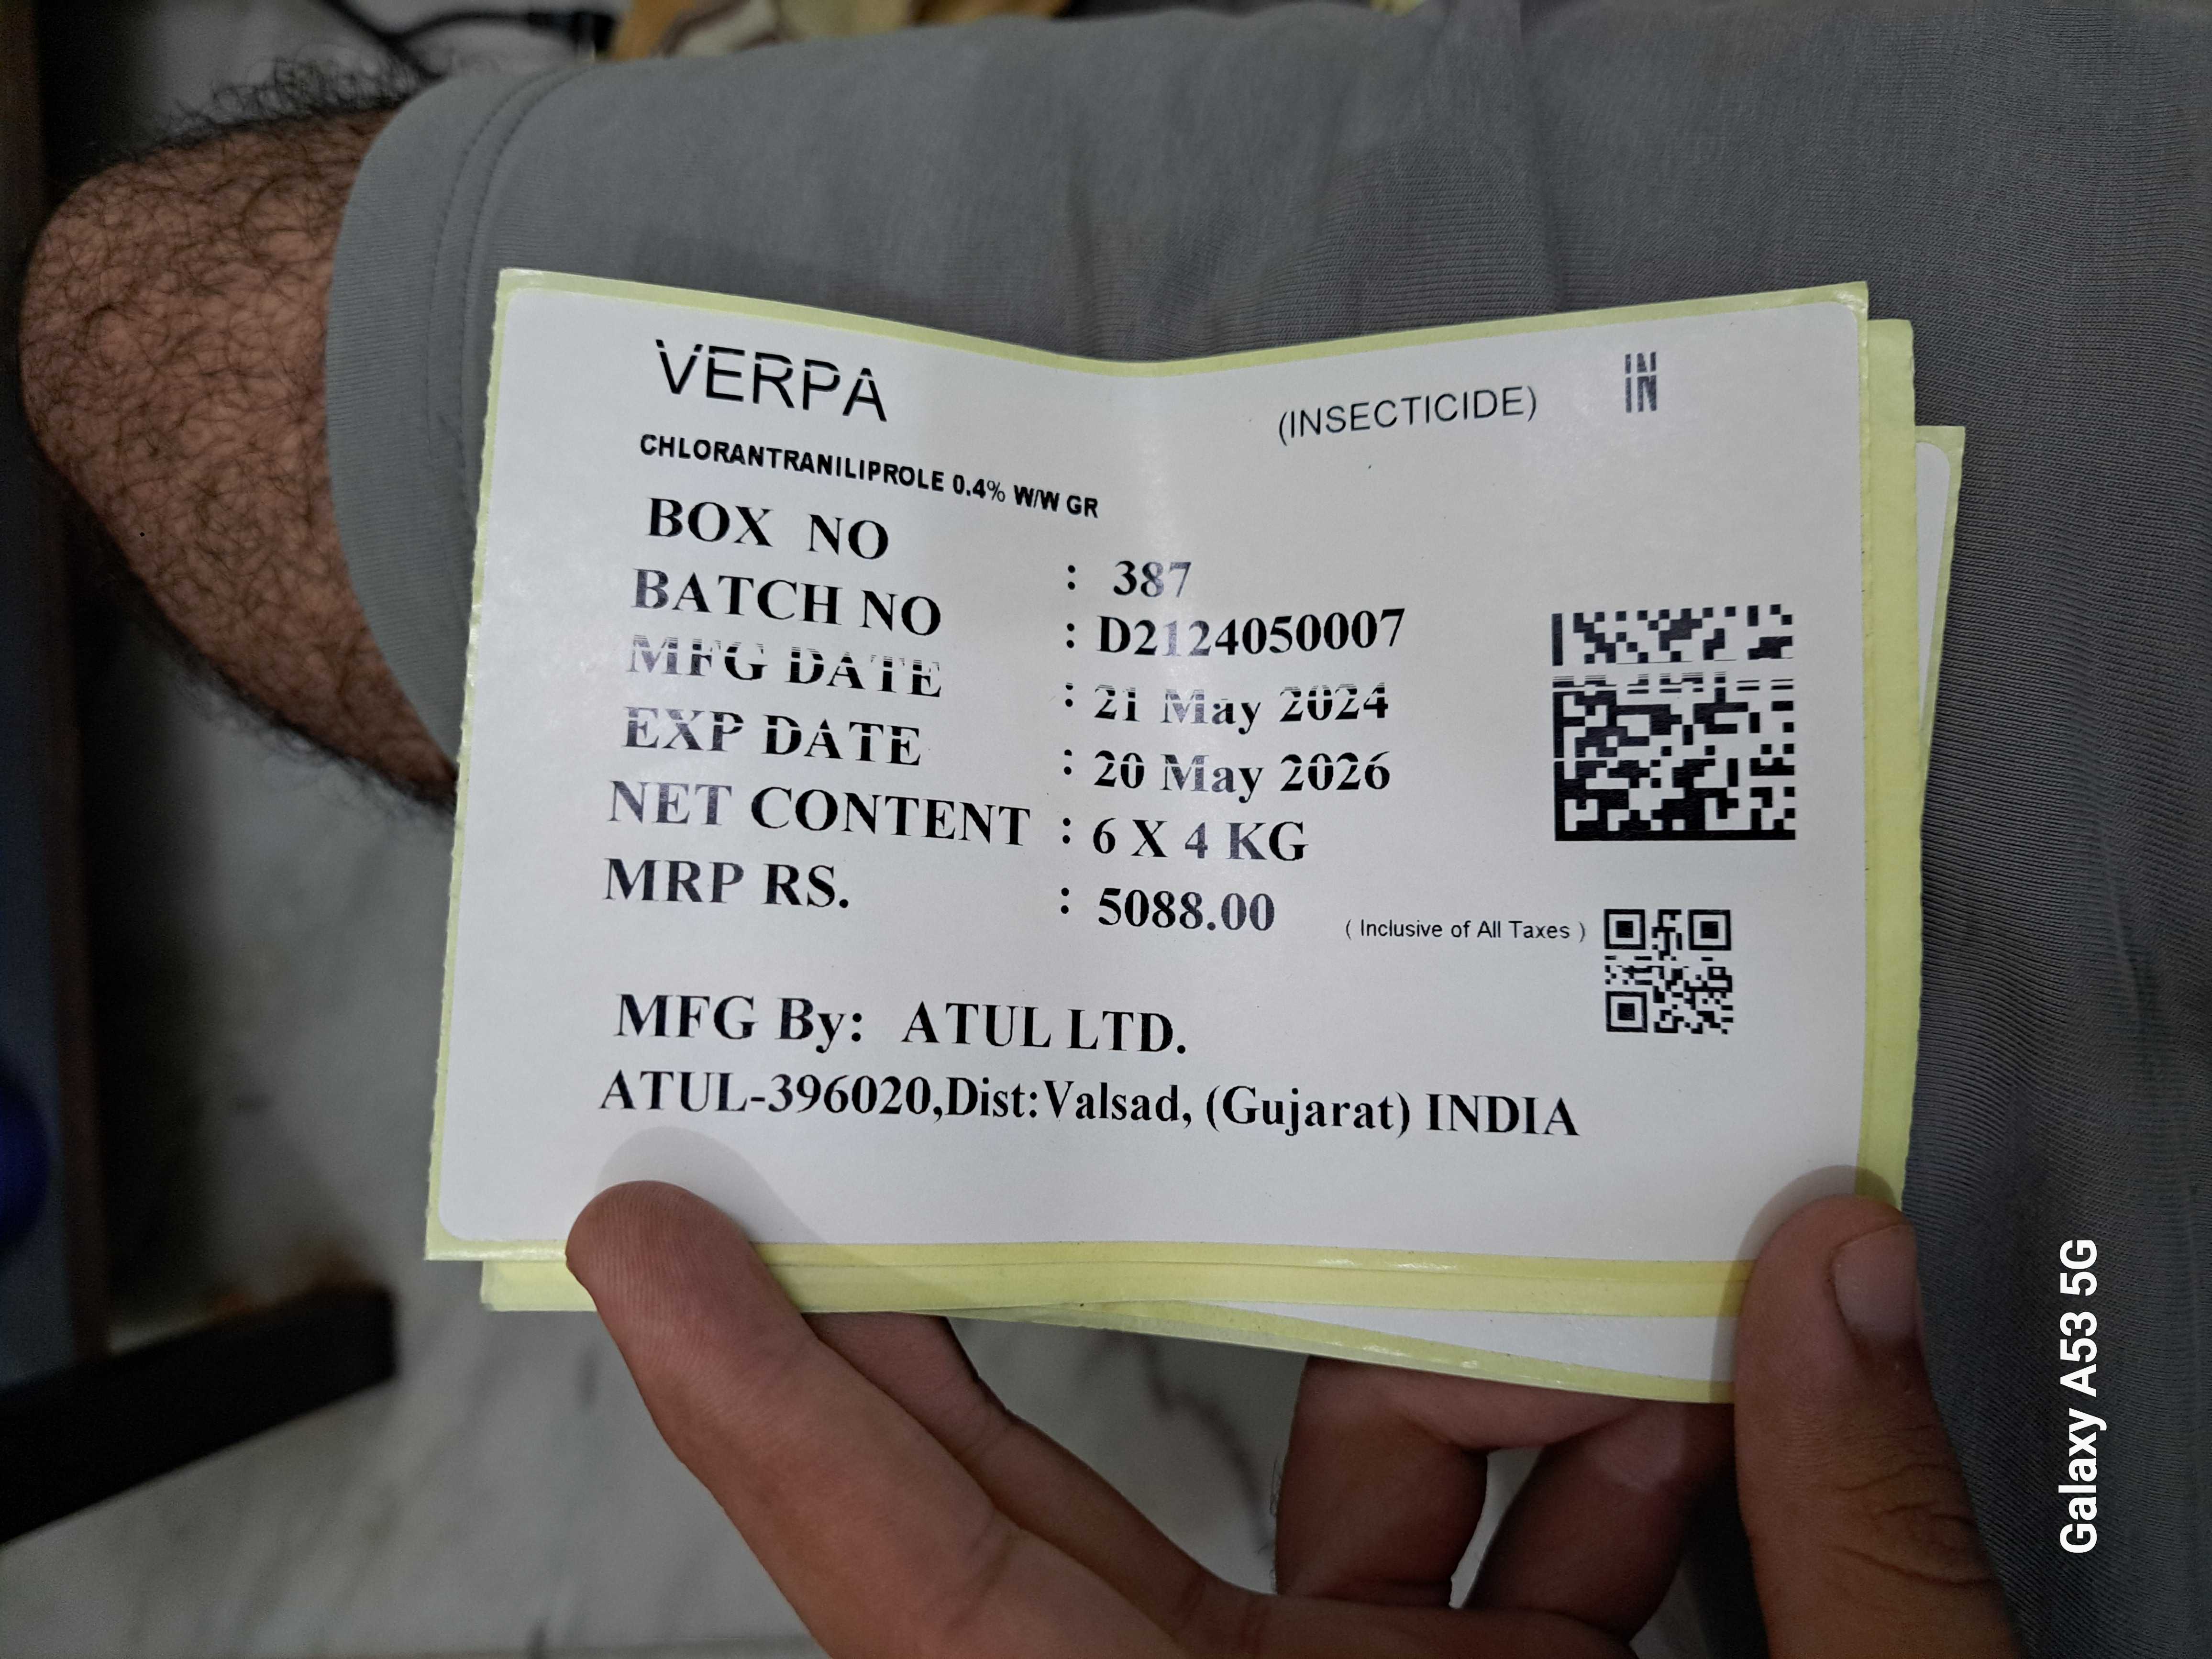 VERPA (INSECTICIDE) IN
CHLORANTRANILIPROLE 0.4% W/W GR
BOX NO : 387
BATCH NO : D2124050007
MFG DATE : 21 May 2024
EXP DATE : 20 May 2026
NET CONTENT : 6 X 4 KG
MRP RS. : 5088.00 ( Inclusive of All Taxes )
MFG By: ATUL LTD.
ATUL-396020,Dist:Valsad, (Gujarat) INDIA
Galaxy A53 5G